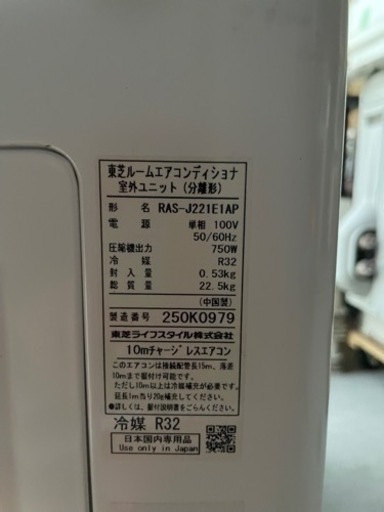 東芝ルームエアコンディショナ
室外ユニット(分離形)
形 名 RAS-J221E1AP
電 源 単相 100V
50/60Hz
圧縮機出力 750W
冷 媒 R32
封 入 量 0.53kg
総 質 量 22.5kg
(中国製)
製造番号 250K0979
東芝ライフスタイル株式会社
10mチャージレスエアコン
このエアコンは接続配管長15m、落差
10mまで据付け可能です。
ただし10m以上は冷媒補充が必要です。
延長1m当り20g補充してください。
●詳しくは、据付説明書をごらんください。
冷媒 R32
日本国内専用品
Use only in Japan